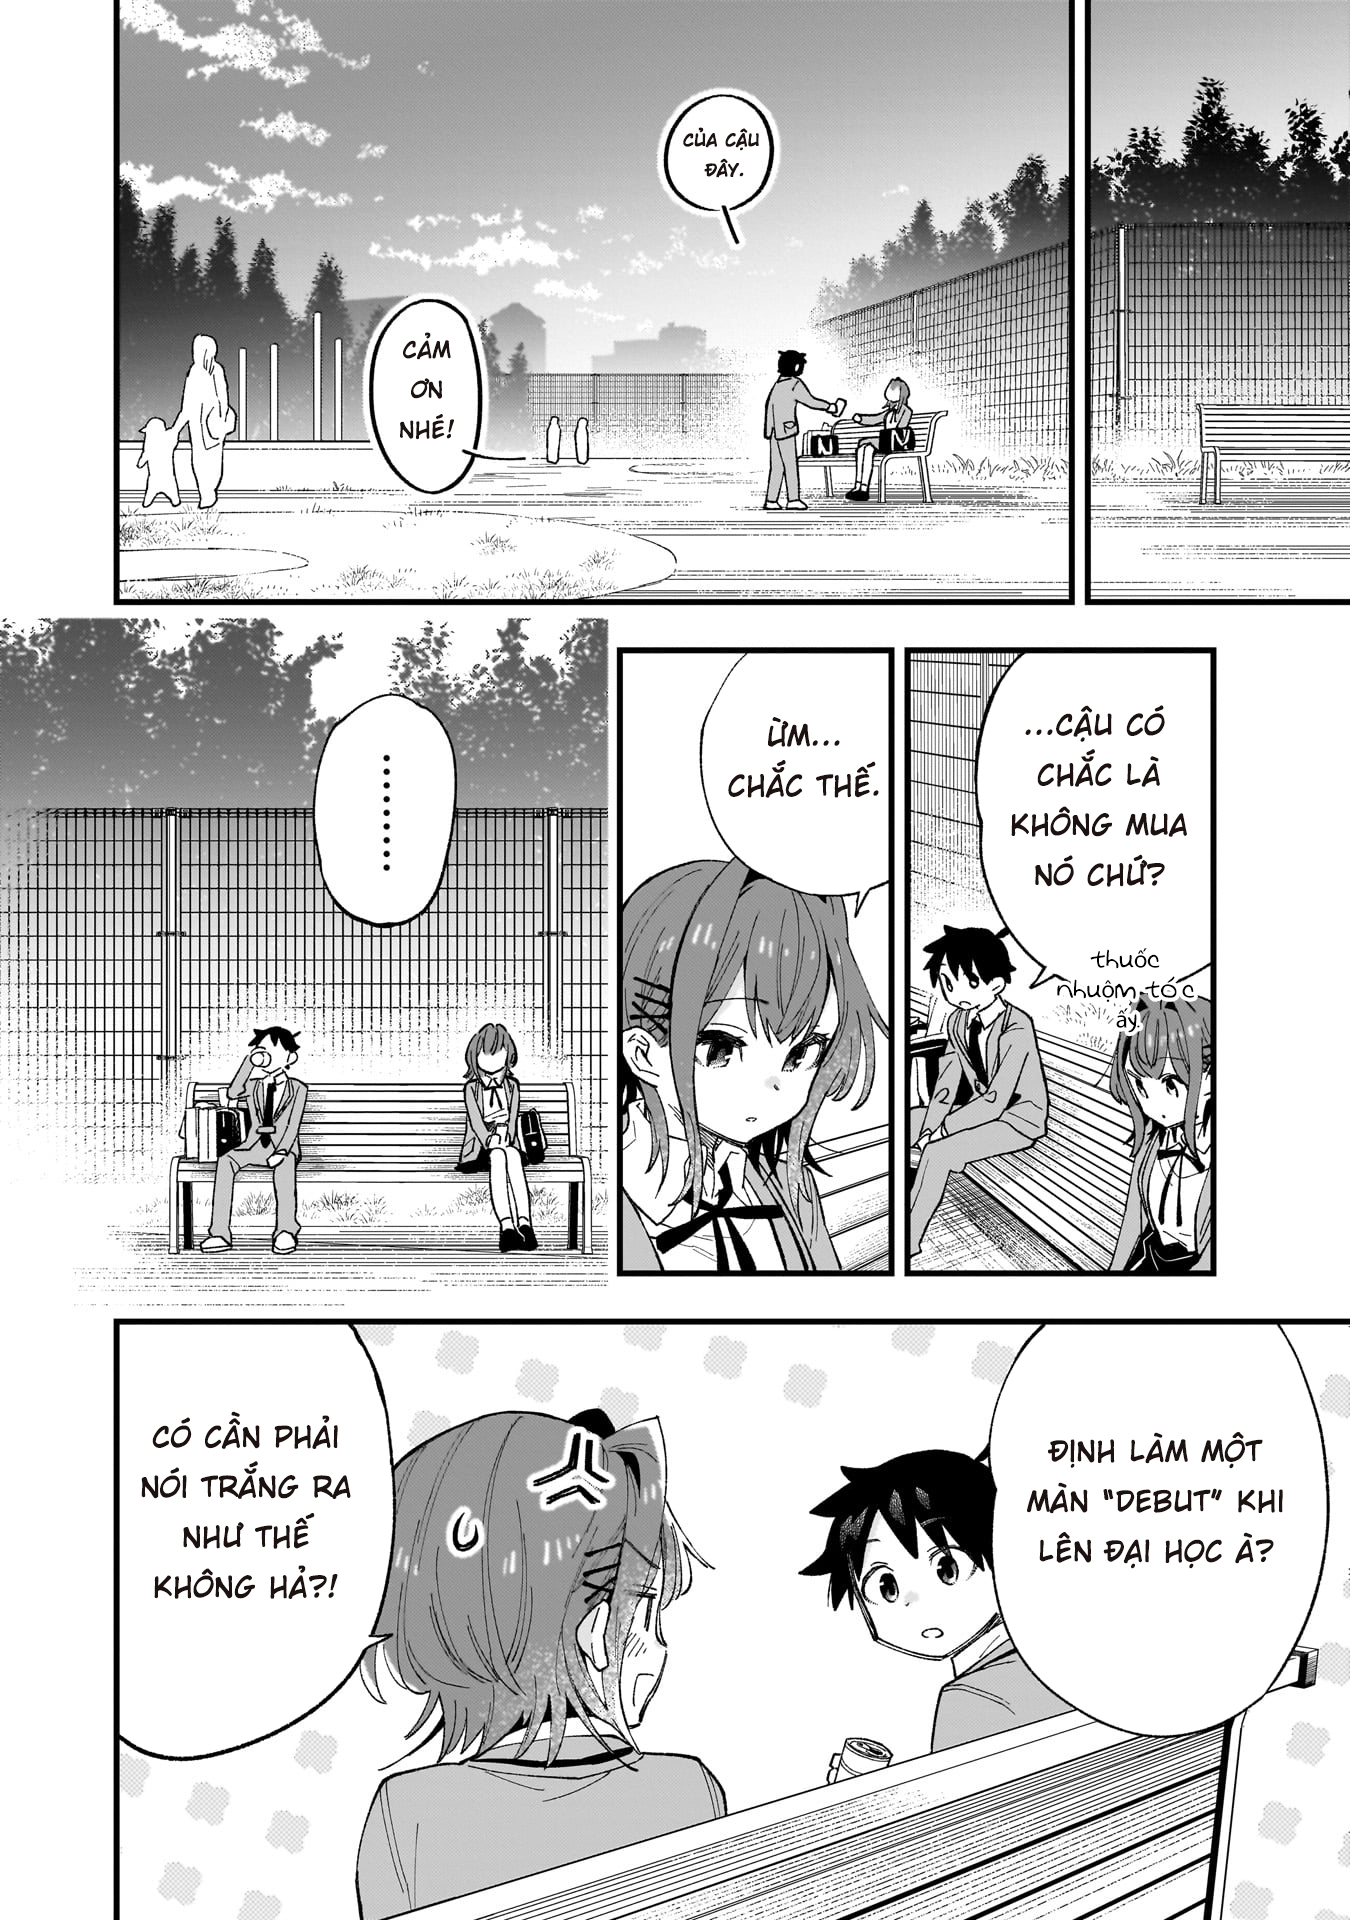 CỦA CẬU
ĐÂY.
CẢM
ƠN
NHÉ!
...CẬU CÓ
CHẮC LÀ
KHÔNG MUA
NÓ CHỨ?
thuốc
nhuộm tóc
ấy.
ỪM...
CHẮC THẾ.
.........
ĐỊNH LÀM MỘT
MÀN "DEBUT" KHI
LÊN ĐẠI HỌC À?
CÓ CẦN PHẢI
NÓI TRẮNG RA
NHƯ THẾ
KHÔNG HẢ?!